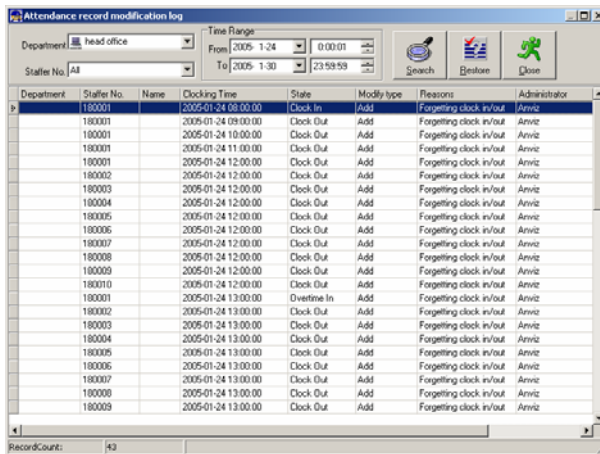 Attendance record modification log
Time Range
Department head office From 2005- 1-24 0:00:01
Staffer No. All To 2005- 1-30 23:59:59 Search Restore Close
Department Staffer No. Name Clocking Time State Modify type Reasons Administrator
180001 2005-01-24 08:00:00 Clock In Add Forgetting clock in/out Anviz
180001 2005-01-24 09:00:00 Clock Out Add Forgetting clock in/out Anviz
180001 2005-01-24 10:00:00 Clock Out Add Forgetting clock in/out Anviz
180001 2005-01-24 11:00:00 Clock Out Add Forgetting clock in/out Anviz
180001 2005-01-24 12:00:00 Clock Out Add Forgetting clock in/out Anviz
180002 2005-01-24 12:00:00 Clock Out Add Forgetting clock in/out Anviz
180003 2005-01-24 12:00:00 Clock Out Add Forgetting clock in/out Anviz
180004 2005-01-24 12:00:00 Clock Out Add Forgetting clock in/out Anviz
180005 2005-01-24 12:00:00 Clock Out Add Forgetting clock in/out Anviz
180006 2005-01-24 12:00:00 Clock Out Add Forgetting clock in/out Anviz
180007 2005-01-24 12:00:00 Clock Out Add Forgetting clock in/out Anviz
180008 2005-01-24 12:00:00 Clock Out Add Forgetting clock in/out Anviz
180009 2005-01-24 12:00:00 Clock Out Add Forgetting clock in/out Anviz
180010 2005-01-24 12:00:00 Clock Out Add Forgetting clock in/out Anviz
180001 2005-01-24 13:00:00 Overtime In Add Forgetting clock in/out Anviz
180002 2005-01-24 13:00:00 Clock Out Add Forgetting clock in/out Anviz
180003 2005-01-24 13:00:00 Clock Out Add Forgetting clock in/out Anviz
180004 2005-01-24 13:00:00 Clock Out Add Forgetting clock in/out Anviz
180005 2005-01-24 13:00:00 Clock Out Add Forgetting clock in/out Anviz
180006 2005-01-24 13:00:00 Clock Out Add Forgetting clock in/out Anviz
180007 2005-01-24 13:00:00 Clock Out Add Forgetting clock in/out Anviz
180008 2005-01-24 13:00:00 Clock Out Add Forgetting clock in/out Anviz
180009 2005-01-24 13:00:00 Clock Out Add Forgetting clock in/out Anviz
RecordCount: 43